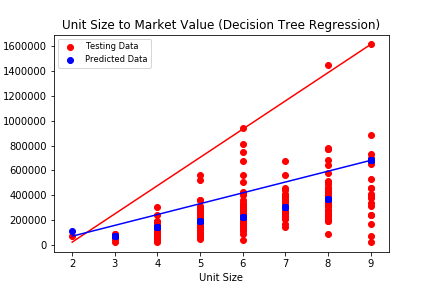 Unit Size to Market Value (Decision Tree Regression)
Testing Data
Predicted Data
1600000
1400000
1200000
1000000
800000
600000
400000
200000
0
2 3 4 5 6 7 8 9
Unit Size